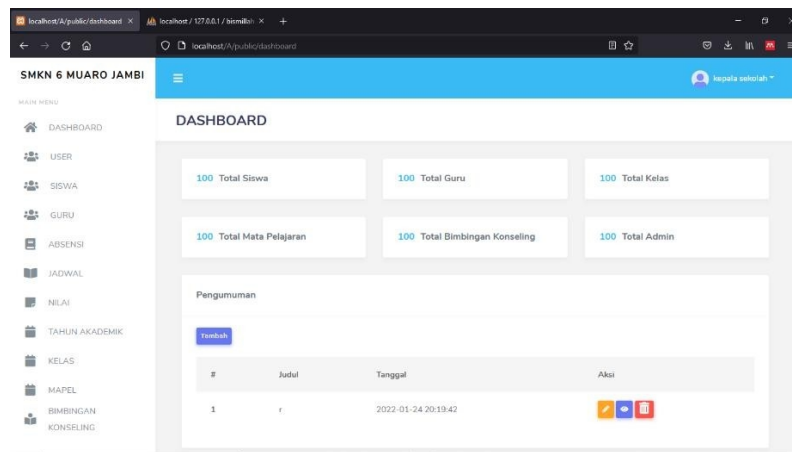 localhost/A/public/dashboard
localhost / 127.0.0.1 / bismillah
localhost/A/public/dashboard
SMKN 6 MUARO JAMBI
kepala sekolah
MAIN MENU
DASHBOARD
USER
SISWA
GURU
ABSENSI
JADWAL
NILAI
TAHUN AKADEMIK
KELAS
MAPEL
BIMBINGAN
KONSELING
DASHBOARD
100 Total Siswa
100 Total Guru
100 Total Kelas
100 Total Mata Pelajaran
100 Total Bimbingan Konseling
100 Total Admin
Pengumuman
Tambah
# Judul Tanggal Aksi
1 r 2022-01-24 20:19:42